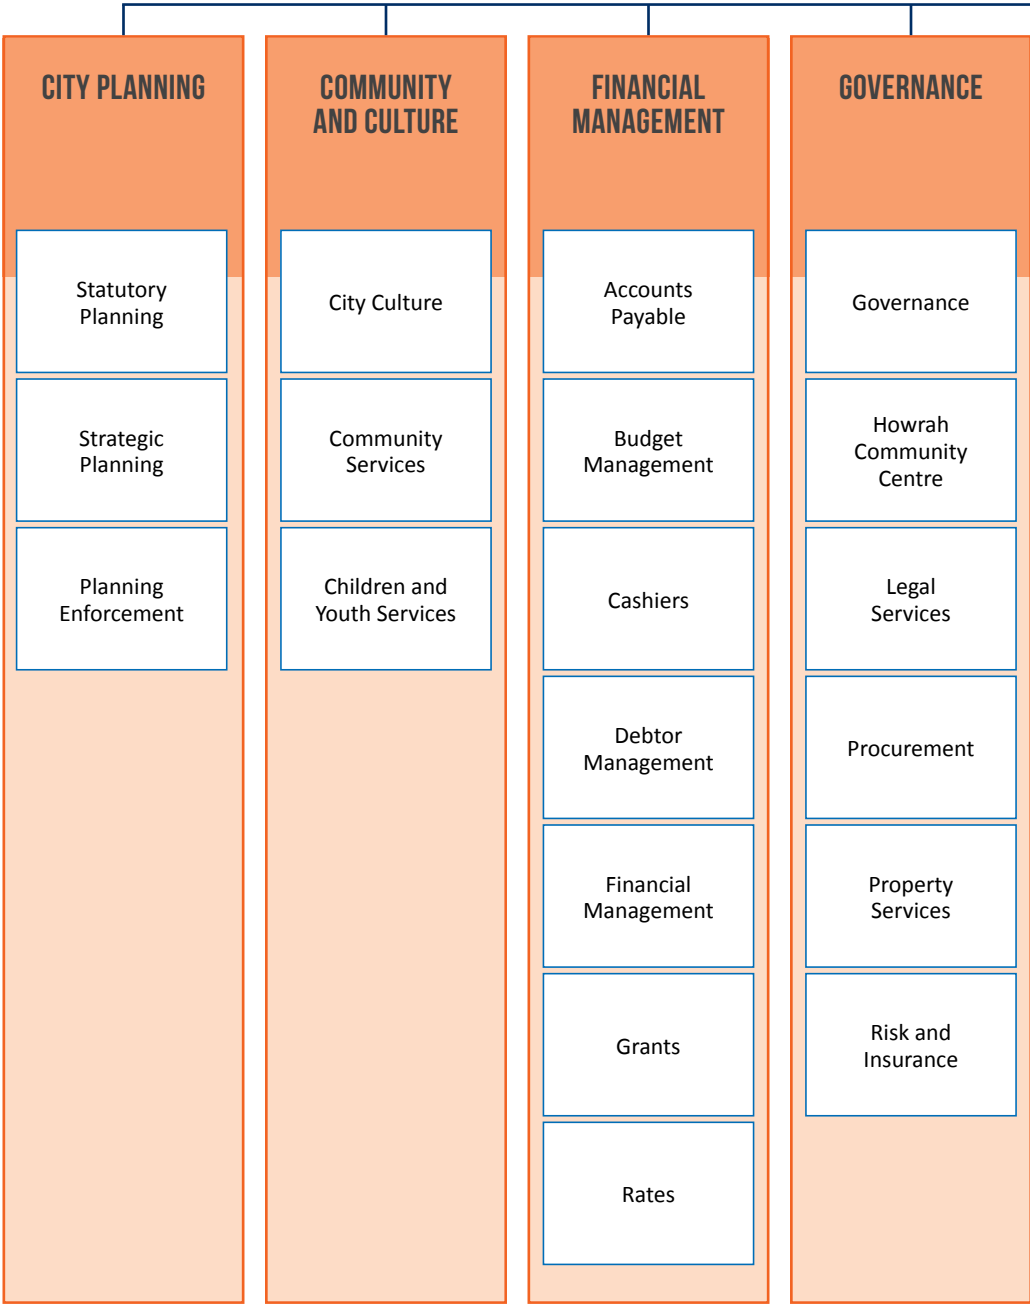 CITY PLANNING
Statutory
Planning
Strategic
Planning
Planning
Enforcement
COMMUNITY
AND CULTURE
City Culture
Community
Services
Children and
Youth Services
FINANCIAL
MANAGEMENT
Accounts
Payable
Budget
Management
Cashiers
Debtor
Management
Financial
Management
Grants
Rates
GOVERNANCE
Governance
Howrah
Community
Centre
Legal
Services
Procurement
Property
Services
Risk and
Insurance